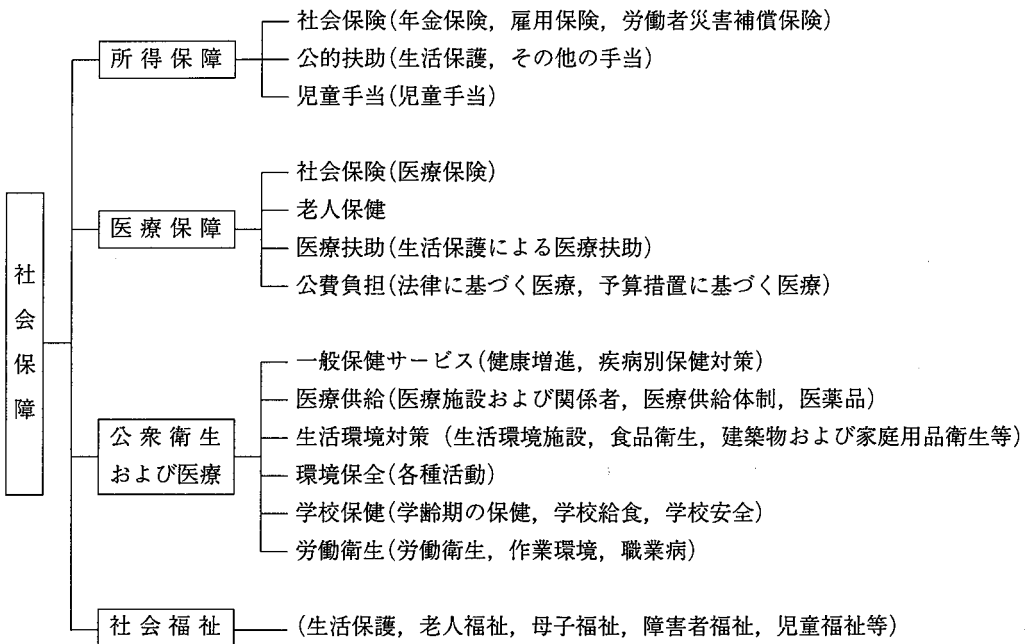 社会保障
所得保障
社会保険(年金保険，雇用保険，労働者災害補償保険)
公的扶助(生活保護，その他の手当)
児童手当(児童手当)
医療保障
社会保険(医療保険)
老人保健
医療扶助(生活保護による医療扶助)
公費負担(法律に基づく医療，予算措置に基づく医療)
公衆衛生
および医療
一般保健サービス(健康増進，疾病別保健対策)
医療供給(医療施設および関係者，医療供給体制，医薬品)
生活環境対策 (生活環境施設，食品衛生，建築物および家庭用品衛生等)
環境保全(各種活動)
学校保健(学齢期の保健，学校給食，学校安全)
労働衛生(労働衛生，作業環境，職業病)
社会福祉
(生活保護，老人福祉，母子福祉，障害者福祉，児童福祉等)